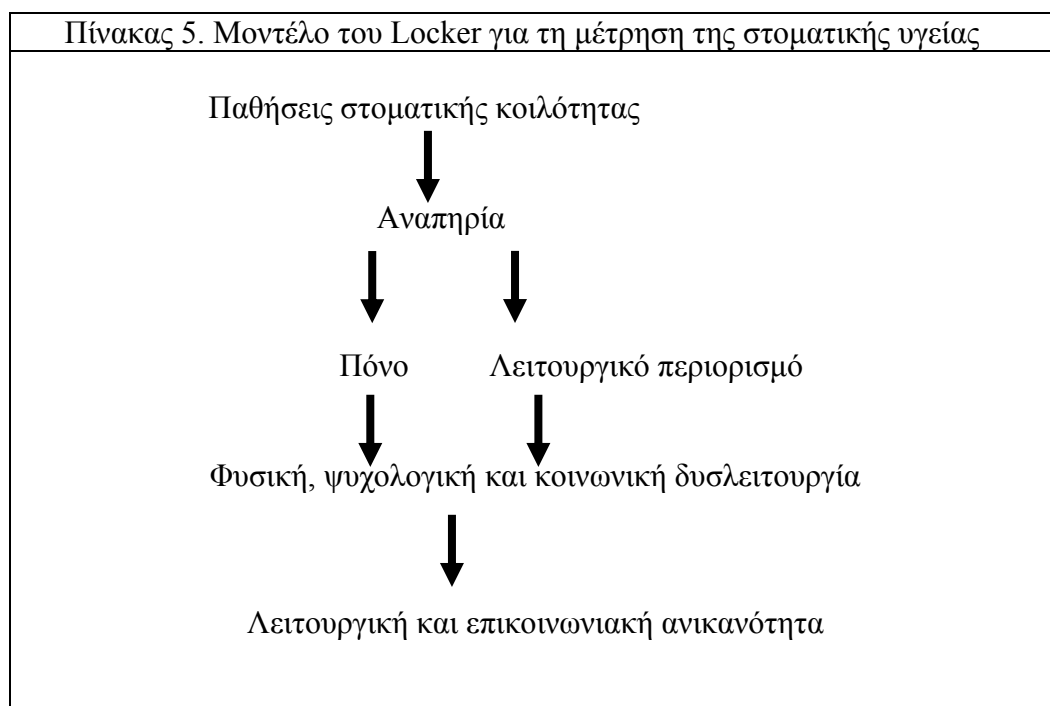 Πίνακας 5. Μοντέλο του Locker για τη μέτρηση της στοματικής υγείας
Παθήσεις στοματικής κοιλότητας
Αναπηρία
Πόνο Λειτουργικό περιορισμό
Φυσική, ψυχολογική και κοινωνική δυσλειτουργία
Λειτουργική και επικοινωνιακή ανικανότητα